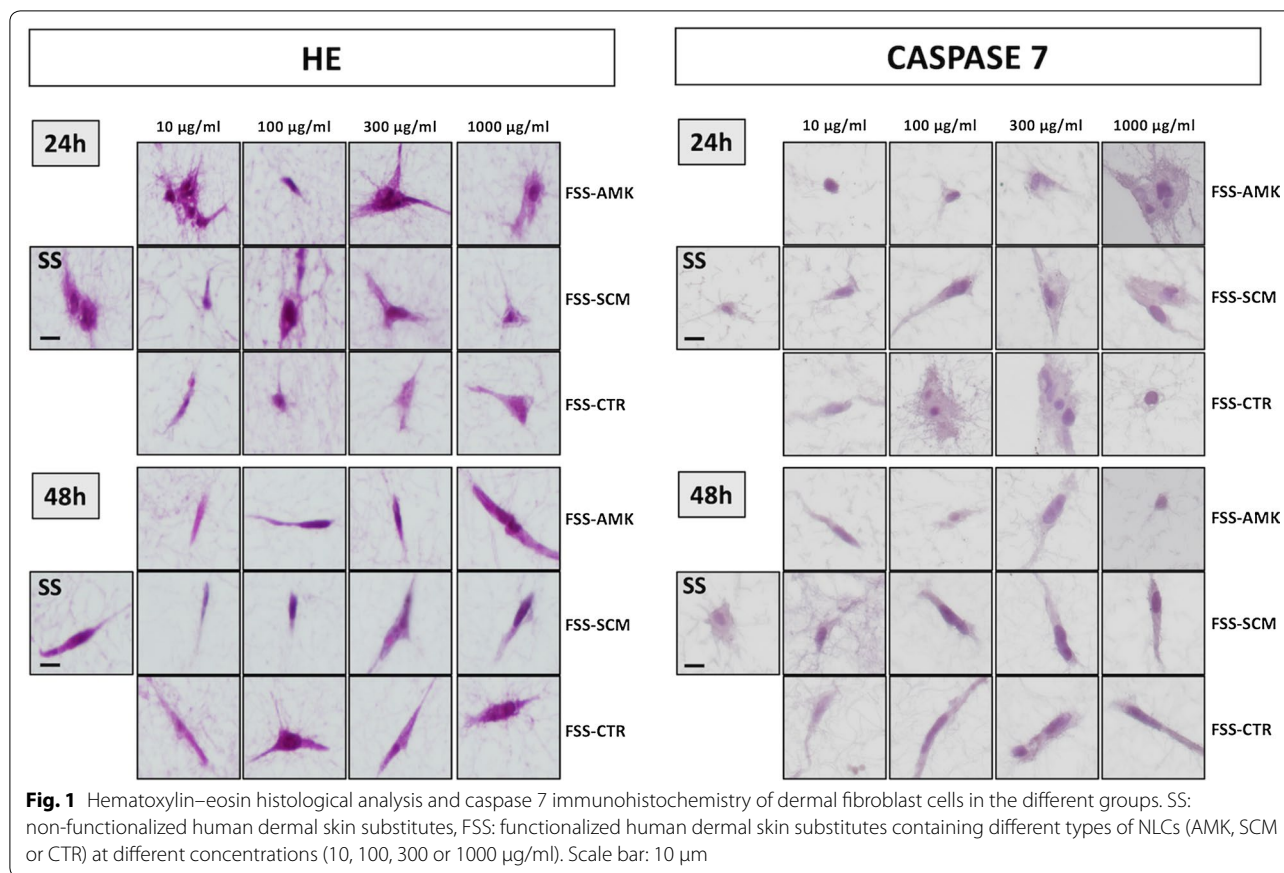 HE
24h
10 µg/ml 100 µg/ml 300 µg/ml 1000 µg/ml
FSS-AMK
SS
FSS-SCM
FSS-CTR
48h
FSS-AMK
SS
FSS-SCM
FSS-CTR
CASPASE 7
24h
10 µg/ml 100 µg/ml 300 µg/ml 1000 µg/ml
FSS-AMK
SS
FSS-SCM
FSS-CTR
48h
FSS-AMK
SS
FSS-SCM
FSS-CTR
Fig. 1 Hematoxylin–eosin histological analysis and caspase 7 immunohistochemistry of dermal fibroblast cells in the different groups. SS:
non-functionalized human dermal skin substitutes, FSS: functionalized human dermal skin substitutes containing different types of NLCs (AMK, SCM
or CTR) at different concentrations (10, 100, 300 or 1000 µg/ml). Scale bar: 10 µm